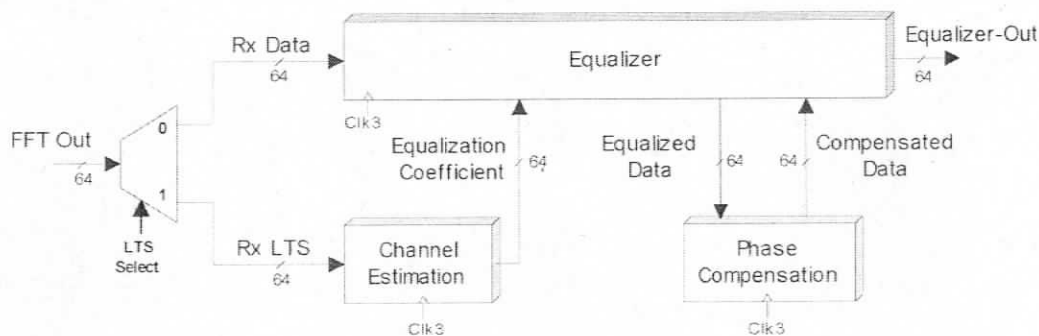 Rx Data
64
Equalizer
Equalizer-Out
64
Clk3
FFT Out
64
0
1
LTS
Select
Equalization
Coefficient
64
Equalized
Data
64
64
Compensated
Data
Rx LTS
64
Channel
Estimation
Clk3
Phase
Compensation
Clk3